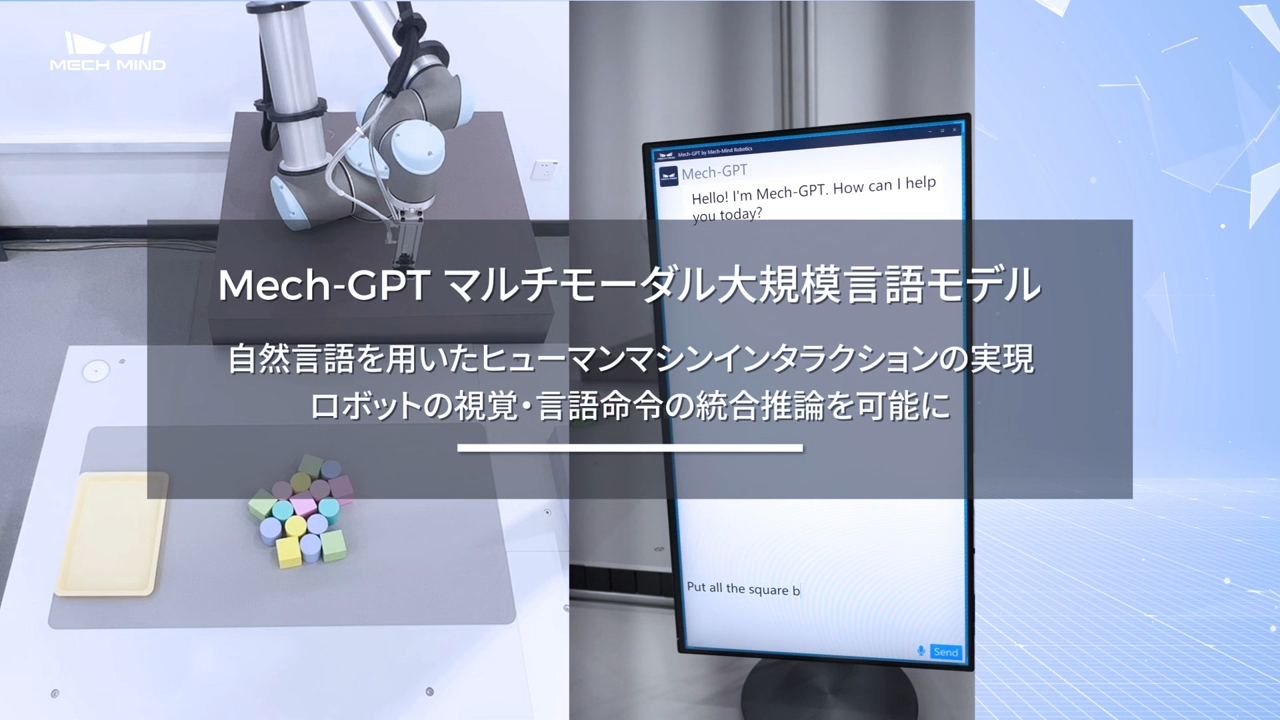 MECH MIND
Mech-GPT by Mech-Mind Robotics
Mech-GPT
Hello! I'm Mech-GPT. How can I help
you today?
Mech-GPT マルチモーダル大規模言語モデル
自然言語を用いたヒューマンマシンインタラクションの実現
ロボットの視覚・言語命令の統合推論を可能に
Put all the square b
Send